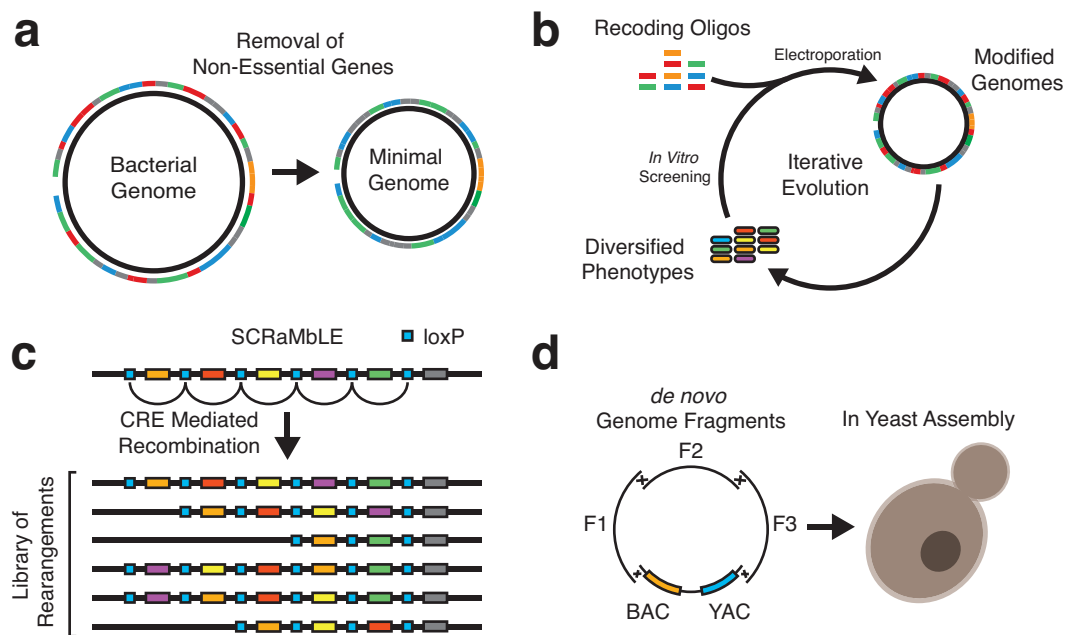 a
Removal of
Non-Essential Genes
Bacterial
Genome
Minimal
Genome
b
Recoding Oligos
Electroporation
Modified
Genomes
In Vitro
Screening
Iterative
Evolution
Diversified
Phenotypes
c
SCRaMbLE
loxP
CRE Mediated
Recombination
Library of
Rearangements
d
de novo
Genome Fragments
In Yeast Assembly
F2
F1
F3
BAC
YAC